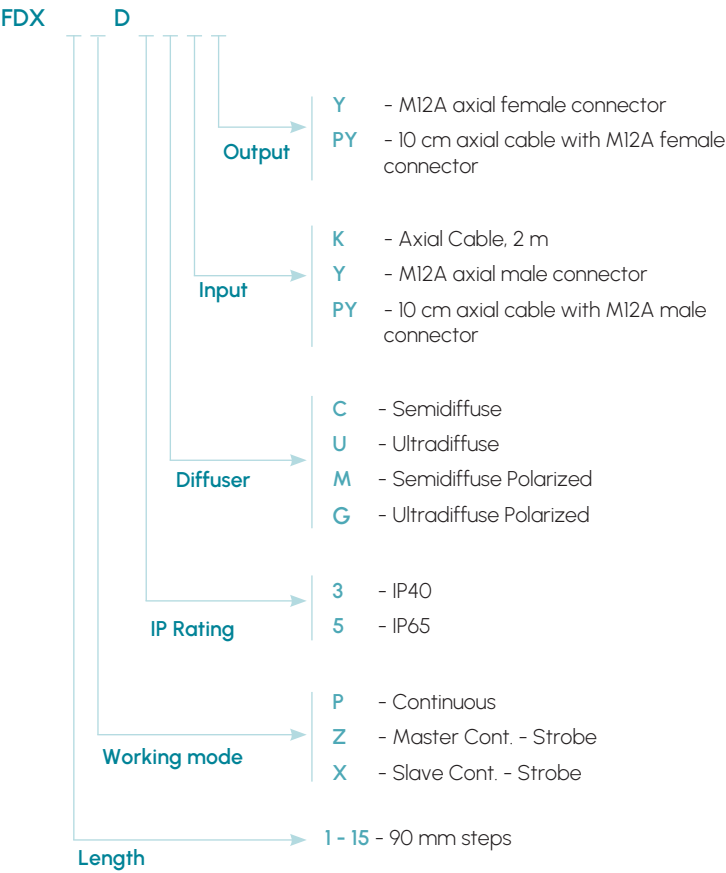 FDX D
Y - M12A axial female connector
PY - 10 cm axial cable with M12A female
connector
Output
K - Axial Cable, 2 m
Y - M12A axial male connector
PY - 10 cm axial cable with M12A male
connector
Input
C - Semidiffuse
U - Ultradiffuse
M - Semidiffuse Polarized
G - Ultradiffuse Polarized
Diffuser
3 - IP40
5 - IP65
IP Rating
P - Continuous
Z - Master Cont. - Strobe
X - Slave Cont. - Strobe
Working mode
1 - 15 - 90 mm steps
Length